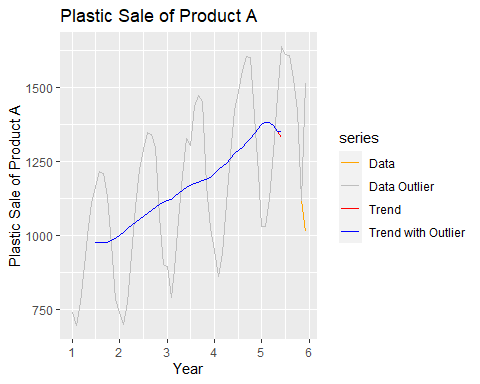 Plastic Sale of Product A
Plastic Sale of Product A
1500
1250
1000
750
1 2 3 4 5 6
Year
series
Data
Data Outlier
Trend
Trend with Outlier